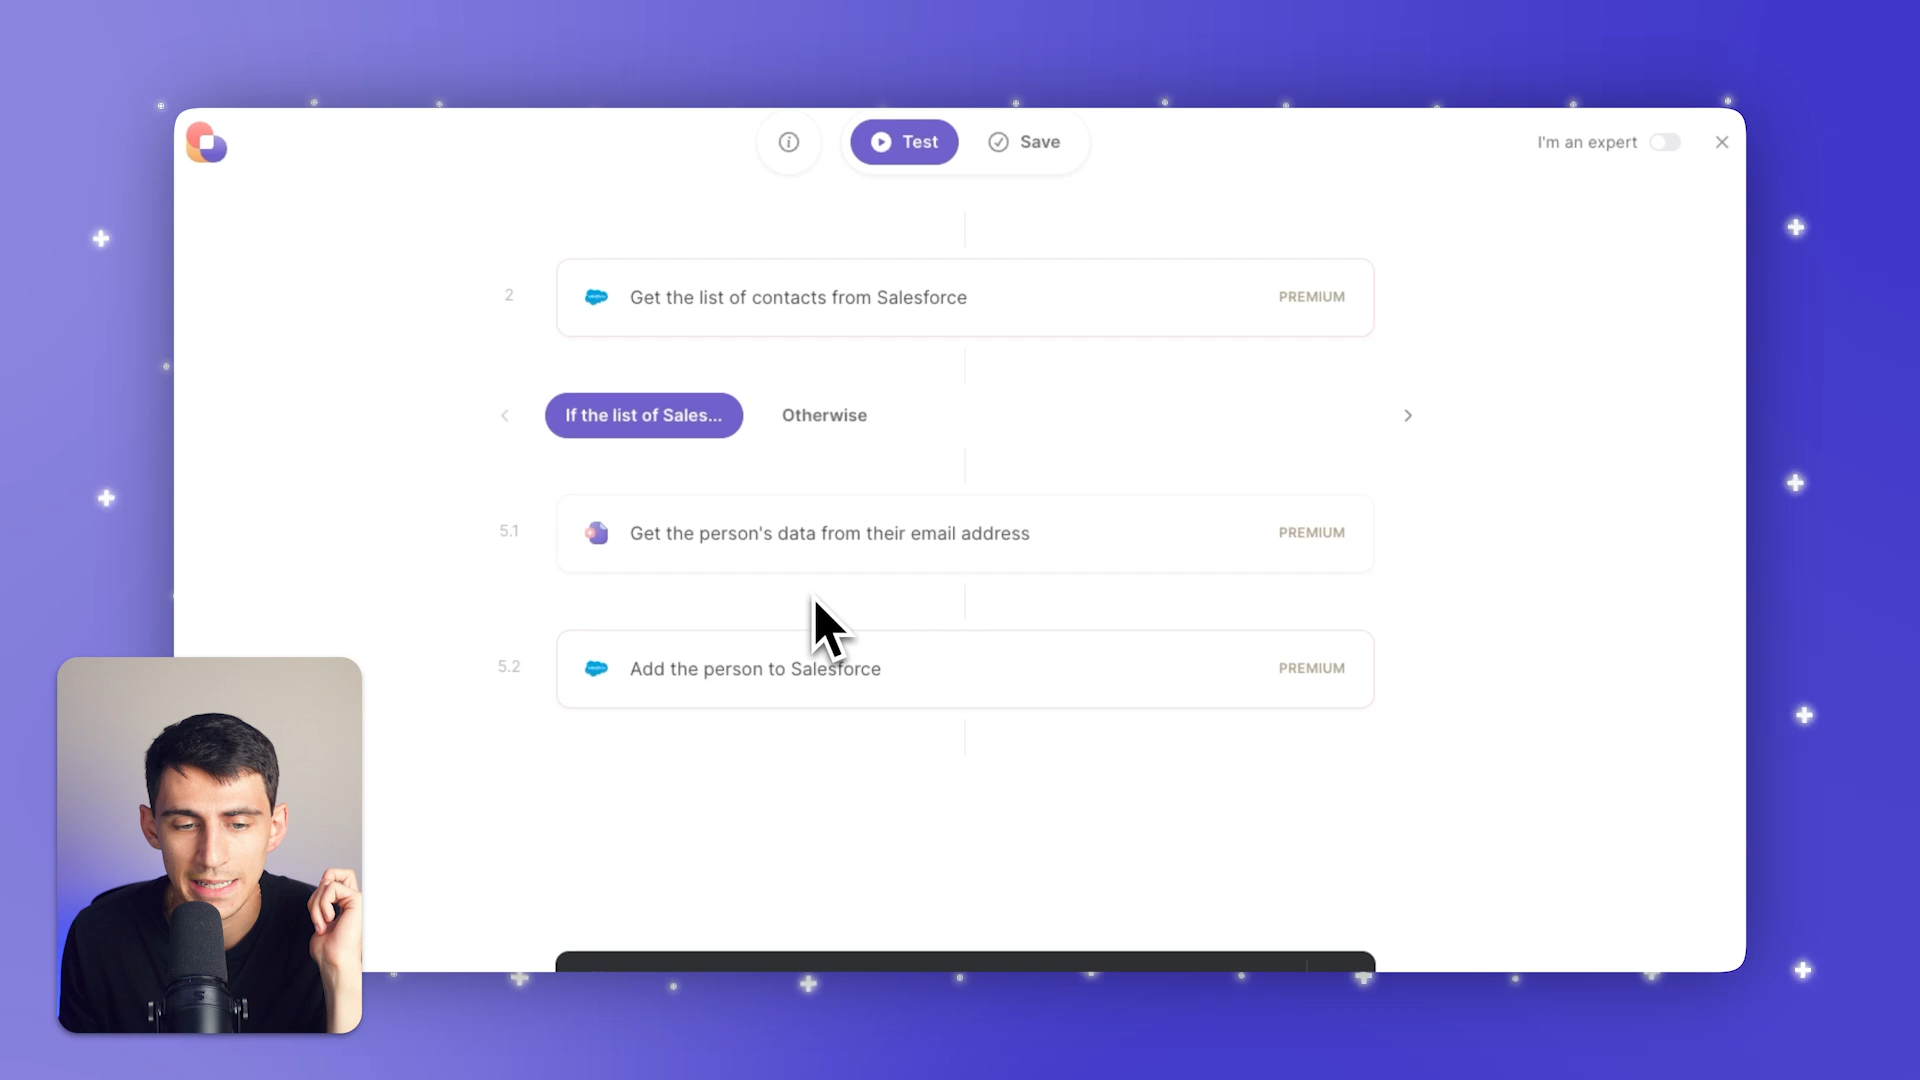 Test
Save
I'm an expert
2
Get the list of contacts from Salesforce
PREMIUM
If the list of Sales...
Otherwise
5.1
Get the person's data from their email address
PREMIUM
5.2
Add the person to Salesforce
PREMIUM